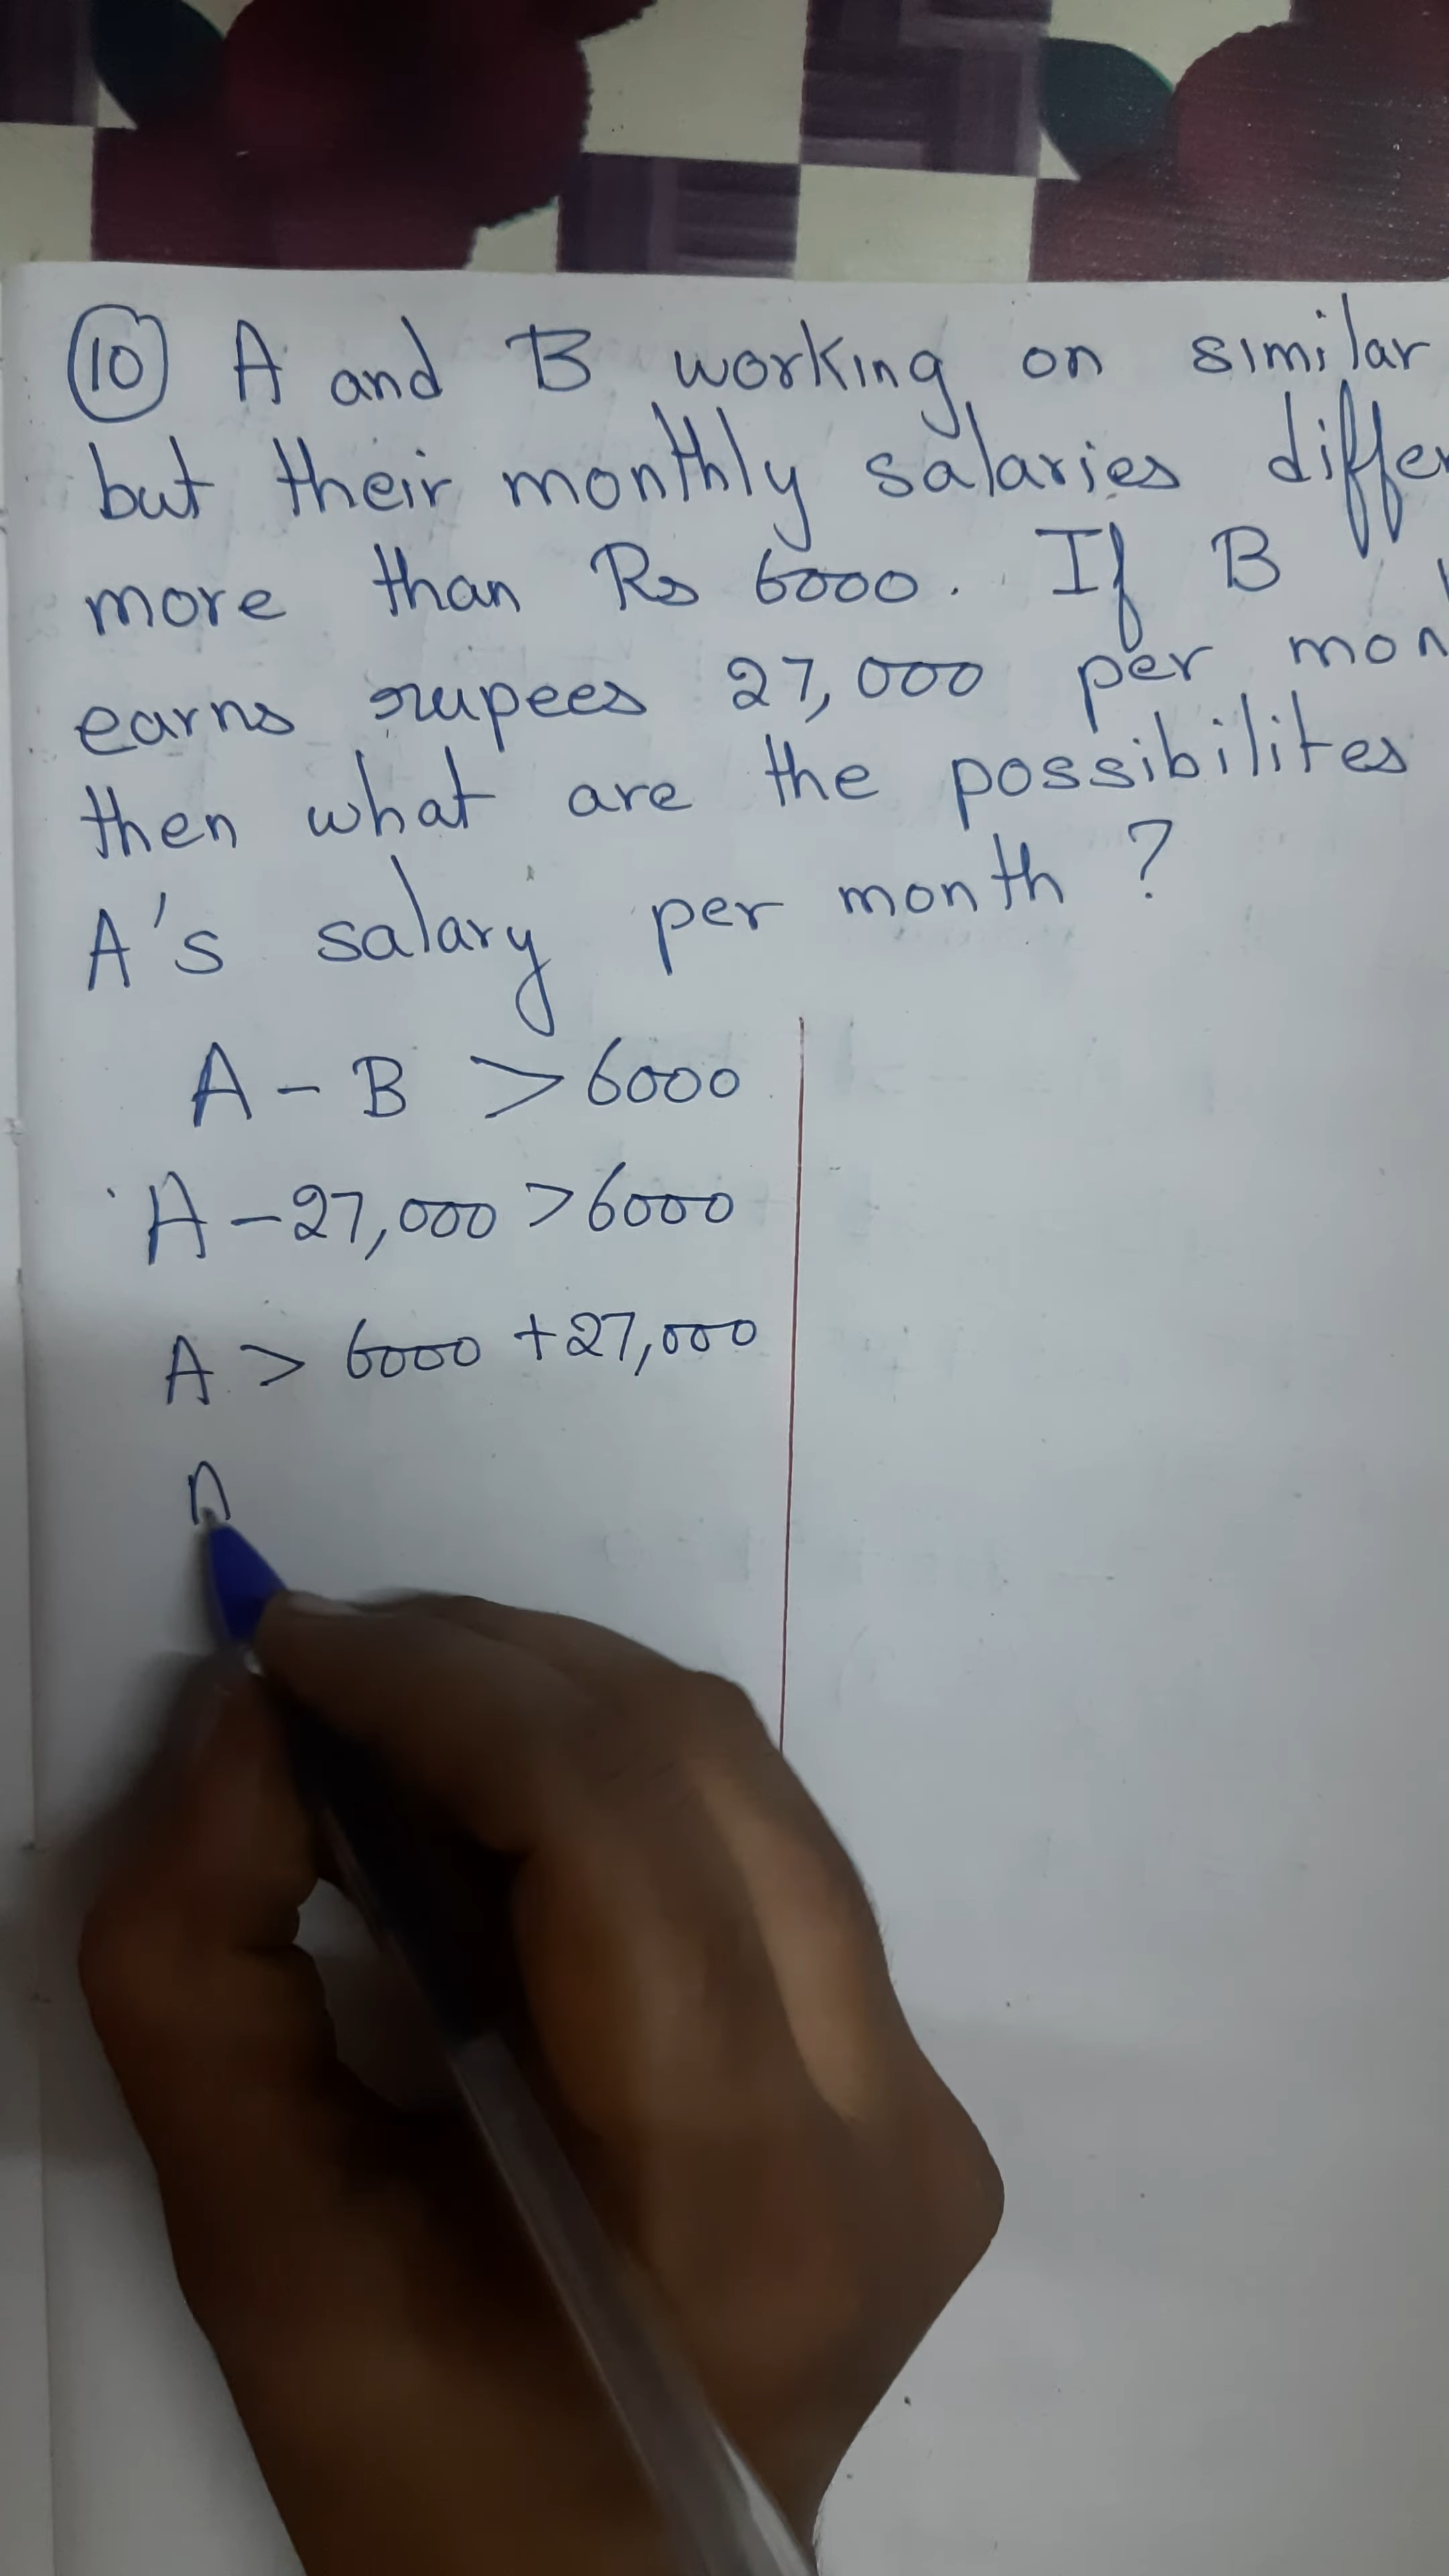 10 A and B working on similar
but their monthly salaries differ
more than Rs 6000. If B
earns rupees 27,000 per mon
then what are the possibilites
A's salary per month ?
A - B > 6000
A - 27,000 > 6000
A > 6000 + 27,000